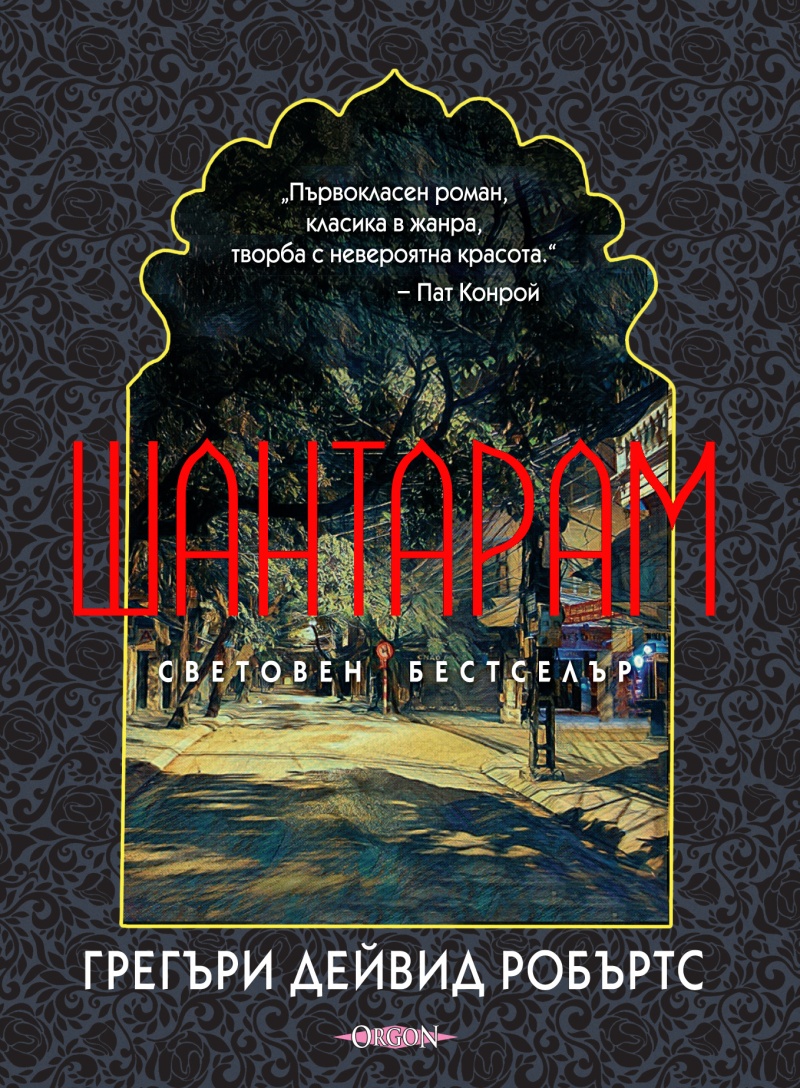 „Първокласен роман,
класика в жанра,
творба с невероятна красота.“
– Пат Конрой
ШАНТАРАМ
СВЕТОВЕН БЕСТСЕЛЪР
ГРЕГЪРИ ДЕЙВИД РОБЪРТС
ORGON